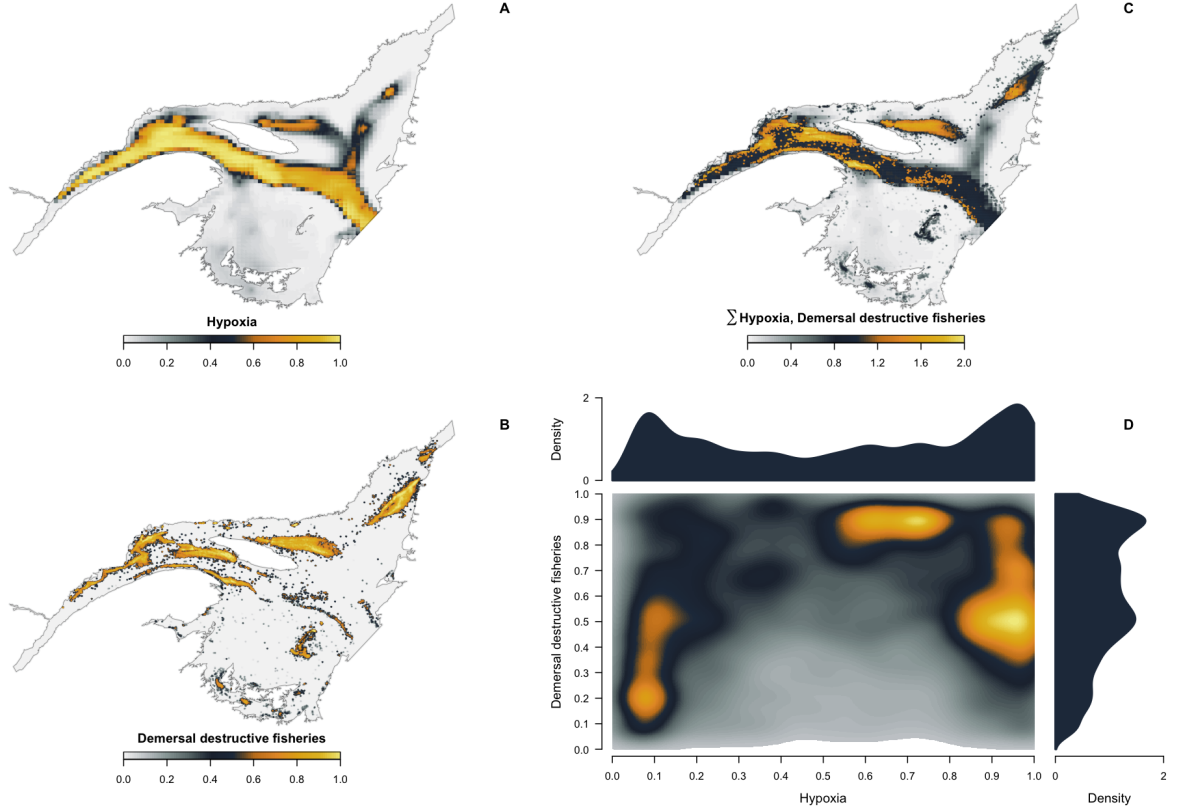 A
Hypoxia
0.0 0.2 0.4 0.6 0.8 1.0
C
∑ Hypoxia, Demersal destructive fisheries
0.0 0.4 0.8 1.2 1.6 2.0
B
Demersal destructive fisheries
0.0 0.2 0.4 0.6 0.8 1.0
D
2
Density
0
1.0
0.9
0.8
0.7
0.6
0.5
0.4
0.3
0.2
0.1
0.0
Demersal destructive fisheries
0.0 0.1 0.2 0.3 0.4 0.5 0.6 0.7 0.8 0.9 1.0
Hypoxia
0 2
Density